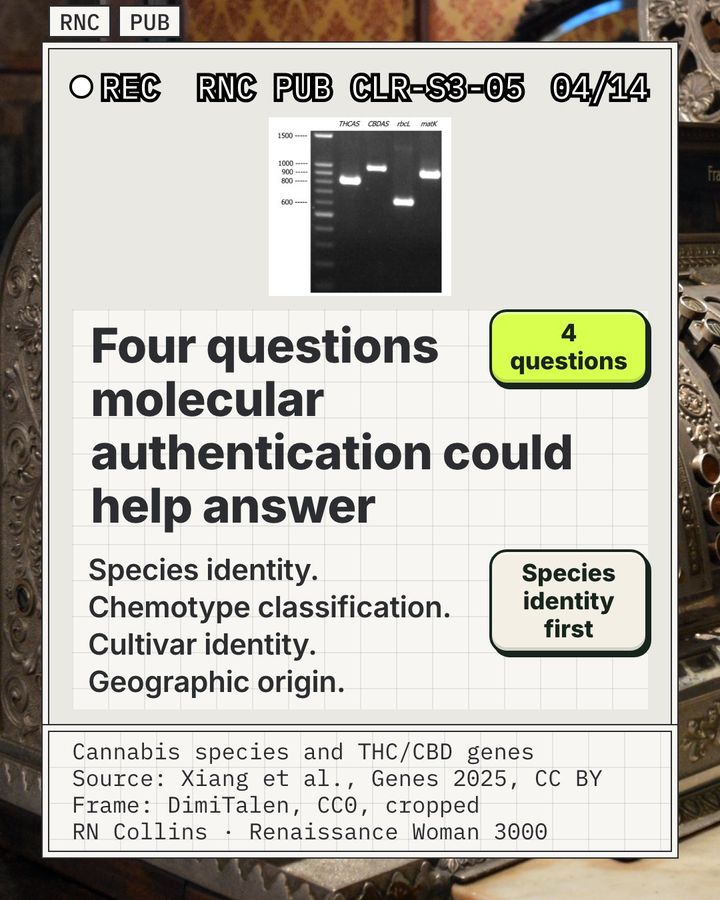 RNC PUB
REC RNC PUB CLR-S3-05 04/14
THCAS CBDAS rbcL matK
1500
1000
900
800
600
Four questions
molecular
authentication could
help answer
4
questions
Species identity.
Chemotype classification.
Cultivar identity.
Geographic origin.
Species
identity
first
Cannabis species and THC/CBD genes
Source: Xiang et al., Genes 2025, CC BY
Frame: DimiTalen, CC0, cropped
RN Collins · Renaissance Woman 3000